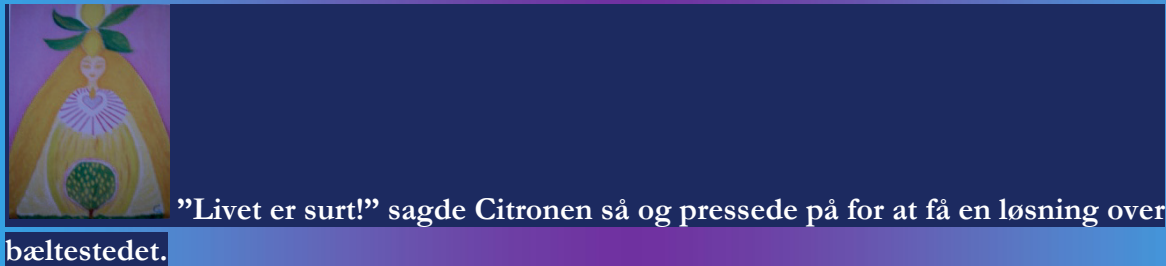 ”Livet er surt!” sagde Citronen så og pressede på for at få en løsning over
bæltestedet.